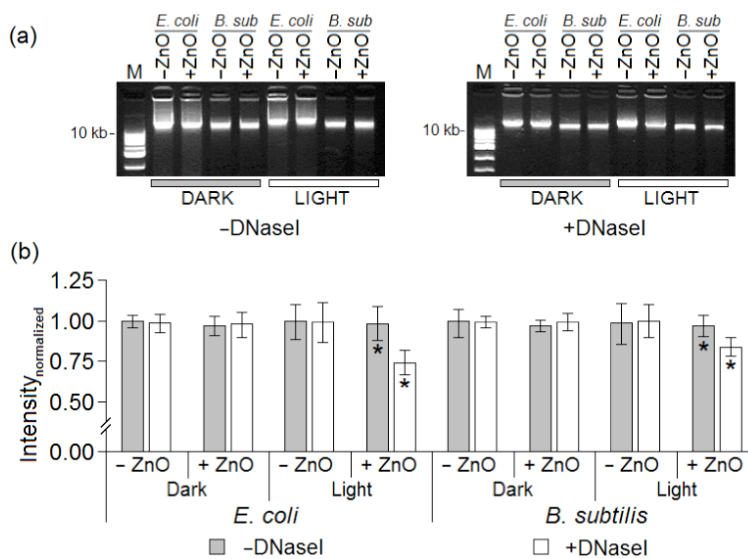 (a)
E. coli B. sub E. coli B. sub
M −ZnO +ZnO −ZnO +ZnO −ZnO +ZnO −ZnO +ZnO
10 kb-
DARK LIGHT
−DNaseI
E. coli B. sub E. coli B. sub
M −ZnO +ZnO −ZnO +ZnO −ZnO +ZnO −ZnO +ZnO
10 kb-
DARK LIGHT
+DNaseI
(b)
Intensity normalized
1.25
1.00
0.75
0.50
0.00
* * * *
− ZnO + ZnO − ZnO + ZnO − ZnO + ZnO − ZnO + ZnO
Dark Light Dark Light
E. coli B. subtilis
−DNaseI +DNaseI